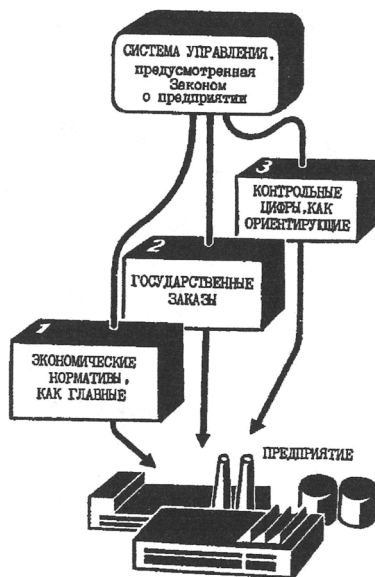 СИСТЕМА УПРАВЛЕНИЯ,
предусмотренная
Законом
о предприятии
3
КОНТРОЛЬНЫЕ
ЦИФРЫ, КАК
ОРИЕНТИРУЮЩИЕ
2
ГОСУДАРСТВЕННЫЕ
ЗАКАЗЫ
1
ЭКОНОМИЧЕСКИЕ
НОРМАТИВЫ,
КАК ГЛАВНЫЕ
ПРЕДПРИЯТИЕ